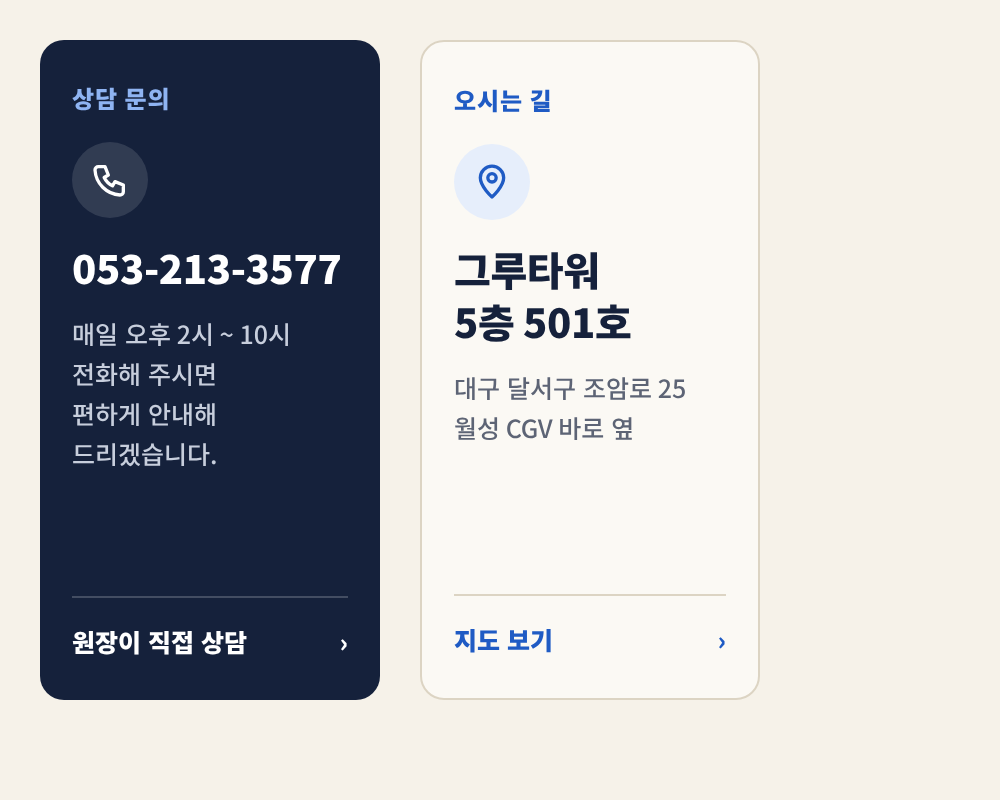 상담 문의
053-213-3577
매일 오후 2시 ~ 10시
전화해 주시면
편하게 안내해
드리겠습니다.
원장이 직접 상담 ›
오시는 길
그루타워
5층 501호
대구 달서구 조암로 25
월성 CGV 바로 옆
지도 보기 ›